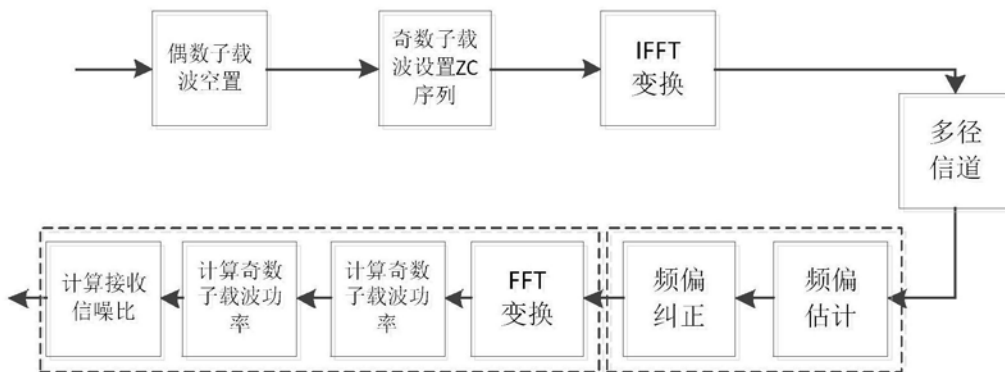 偶数子载
波空置
奇数子载
波设置ZC
序列
IFFT
变换
多径
信道
频偏
估计
频偏
纠正
FFT
变换
计算奇数
子载波功
率
计算奇数
子载波功
率
计算接收
信噪比